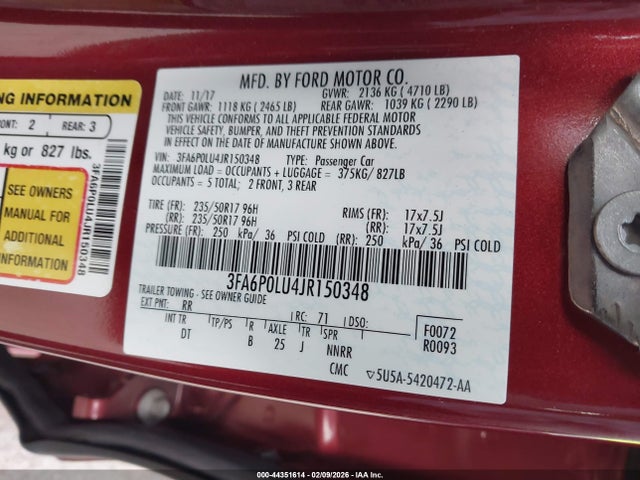 NG INFORMATION
ONT: 2 REAR: 3
kg or 827 lbs.
SEE OWNERS
MANUAL FOR
ADDITIONAL
INFORMATION
3FA6P0LU4JR150348
MFD. BY FORD MOTOR CO.
DATE: 11/17 GVWR: 2136 KG ( 4710 LB)
FRONT GAWR: 1118 KG ( 2465 LB) REAR GAWR: 1039 KG ( 2290 LB)
THIS VEHICLE CONFORMS TO ALL APPLICABLE FEDERAL MOTOR
VEHICLE SAFETY, BUMPER, AND THEFT PREVENTION STANDARDS
IN EFFECT ON THE DATE OF MANUFACTURE SHOWN ABOVE.
VIN: 3FA6P0LU4JR150348 TYPE: Passenger Car
MAXIMUM LOAD = OCCUPANTS + LUGGAGE = 375KG/ 827LB
OCCUPANTS = 5 TOTAL; 2 FRONT, 3 REAR
TIRE (FR): 235/50R17 96H RIMS (FR): 17x7.5J
(RR): 235/50R17 96H (RR): 17x7.5J
PRESSURE (FR): 250 kPa/ 36 PSI COLD (RR): 250 kPa/ 36 PSI COLD
3FA6P0LU4JR150348
TRAILER TOWING - SEE OWNER GUIDE
EXT PNT: RR RC: 71 DSO: F0072
INT TR TP/PS R AXLE TR SPR R0093
DT B 25 J NNRR
CMC 5U5A-5420472-AA
000-44351614 - 02/09/2026 - IAA Inc.